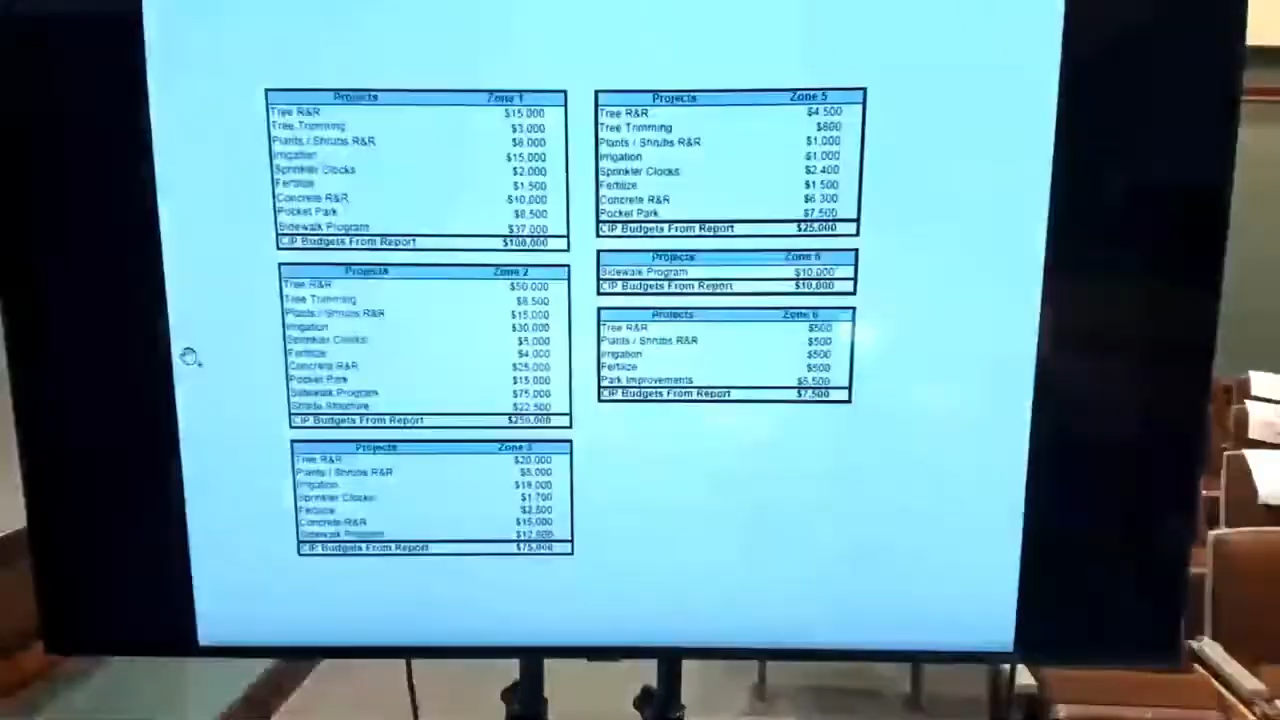 Projects Zone 1
Tree R&R $15,000
Tree Trimming $3,000
Plants / Shrubs R&R $8,000
Irrigation $15,000
Sprinkler Clocks $2,000
Fertilize $1,500
Concrete R&R $10,000
Pocket Park $8,500
Sidewalk Program $37,000
CIP Budgets From Report $100,000
Projects Zone 2
Tree R&R $50,000
Tree Trimming $8,500
Plants / Shrubs R&R $15,000
Irrigation $30,000
Sprinkler Clocks $5,000
Fertilize $4,000
Concrete R&R $25,000
Pocket Park $15,000
Sidewalk Program $75,000
Shade Structure $22,500
CIP Budgets From Report $250,000
Projects Zone 3
Tree R&R $20,000
Plants / Shrubs R&R $5,000
Irrigation $18,000
Sprinkler Clocks $1,700
Fertilize $2,500
Concrete R&R $15,000
Sidewalk Program
CIP Budgets From Report $75,000
Projects Zone 5
Tree R&R $4,500
Tree Trimming $800
Plants / Shrubs R&R $1,000
Irrigation $1,000
Sprinkler Clocks $2,400
Fertilize $1,500
Concrete R&R $6,300
Pocket Park $7,500
CIP Budgets From Report $25,000
Projects Zone
Sidewalk Program $10,000
CIP Budgets From Report $10,000
Projects Zone
Tree R&R $500
Plants / Shrubs R&R $500
Irrigation $500
Fertilize $500
Park Improvements $5,500
CIP Budgets From Report $7,500